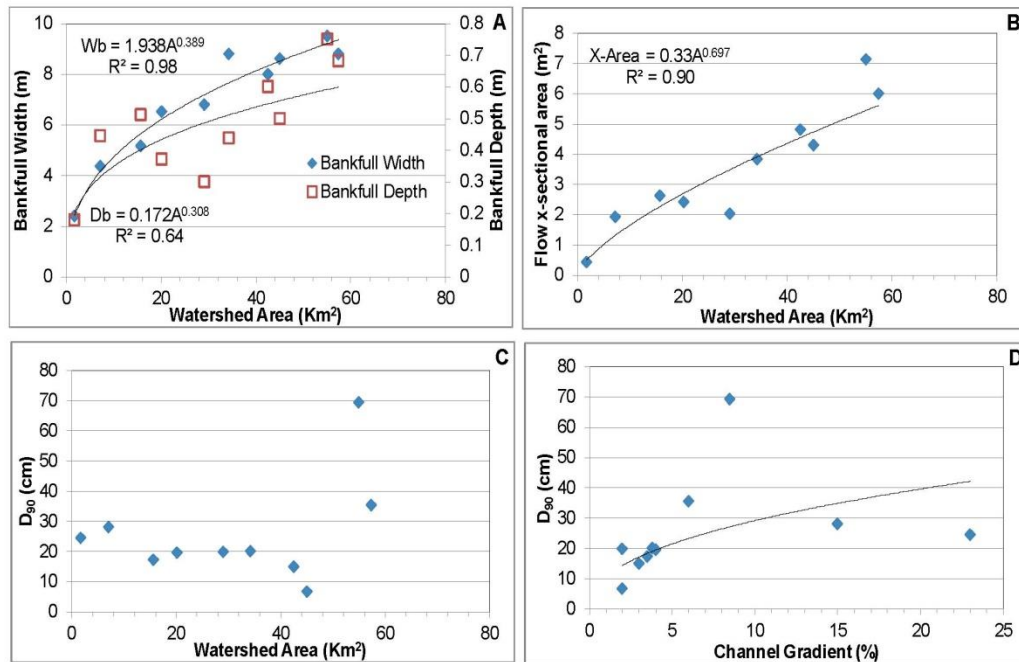 A
Wb = 1.938A0.389
R² = 0.98
Db = 0.172A0.308
R² = 0.64
Bankfull Width
Bankfull Depth
Bankfull Width (m)
10
8
6
4
2
0
Bankfull Depth (m)
0.8
0.7
0.6
0.5
0.4
0.3
0.2
0.1
0
0 20 40 60 80
Watershed Area (Km²)
B
X-Area = 0.33A0.697
R² = 0.90
Flow x-sectional area (m²)
8
7
6
5
4
3
2
1
0
0 20 40 60 80
Watershed Area (Km²)
C
D₉₀ (cm)
80
70
60
50
40
30
20
10
0
0 20 40 60 80
Watershed Area (Km²)
D
D₉₀ (cm)
80
70
60
50
40
30
20
10
0
0 5 10 15 20 25
Channel Gradient (%)